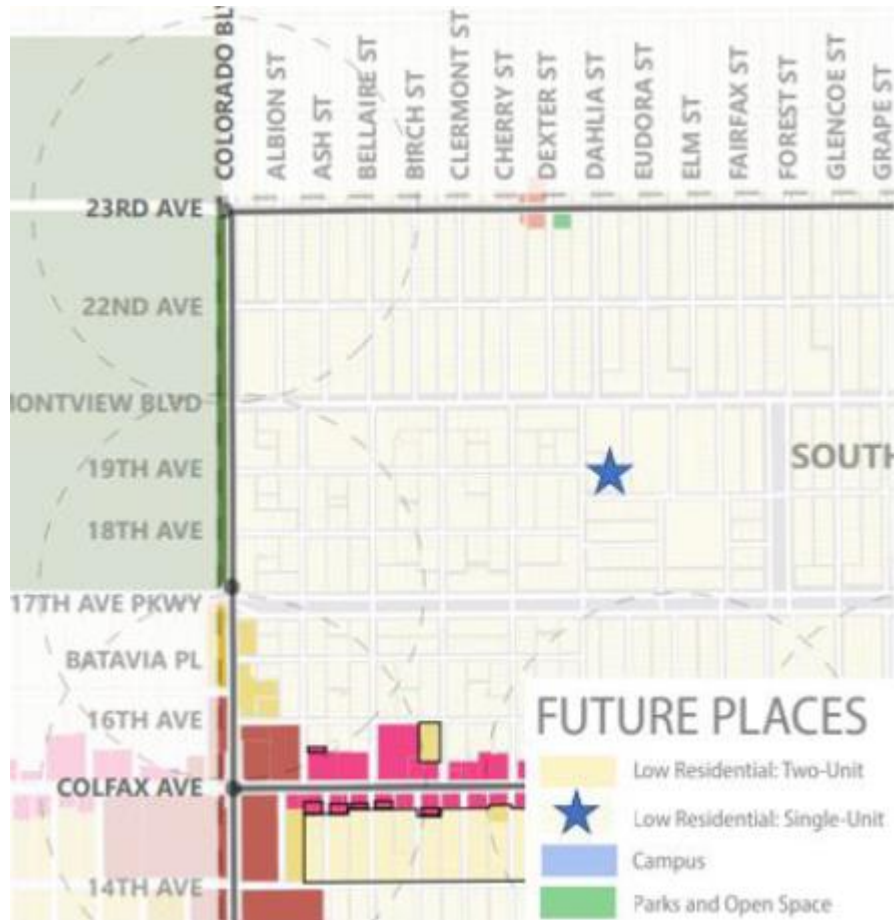 COLORADO BL
ALBION ST
ASH ST
BELLAIRE ST
BIRCH ST
CLERMONT ST
CHERRY ST
DEXTER ST
DAHLIA ST
EUDORA ST
ELM ST
FAIRFAX ST
FOREST ST
GLENCOE ST
GRAPE ST
23RD AVE
22ND AVE
ONTVIEW BLVD
19TH AVE
SOUTH
18TH AVE
17TH AVE PKWY
BATAVIA PL
16TH AVE
COLFAX AVE
14TH AVE
FUTURE PLACES
Low Residential: Two-Unit
Low Residential: Single-Unit
Campus
Parks and Open Space